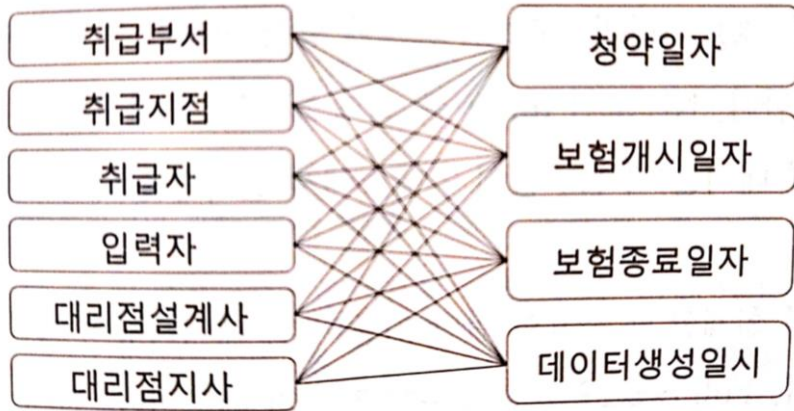 취급부서
취급지점
취급자
입력자
대리점설계사
대리점지사
청약일자
보험개시일자
보험종료일자
데이터생성일시